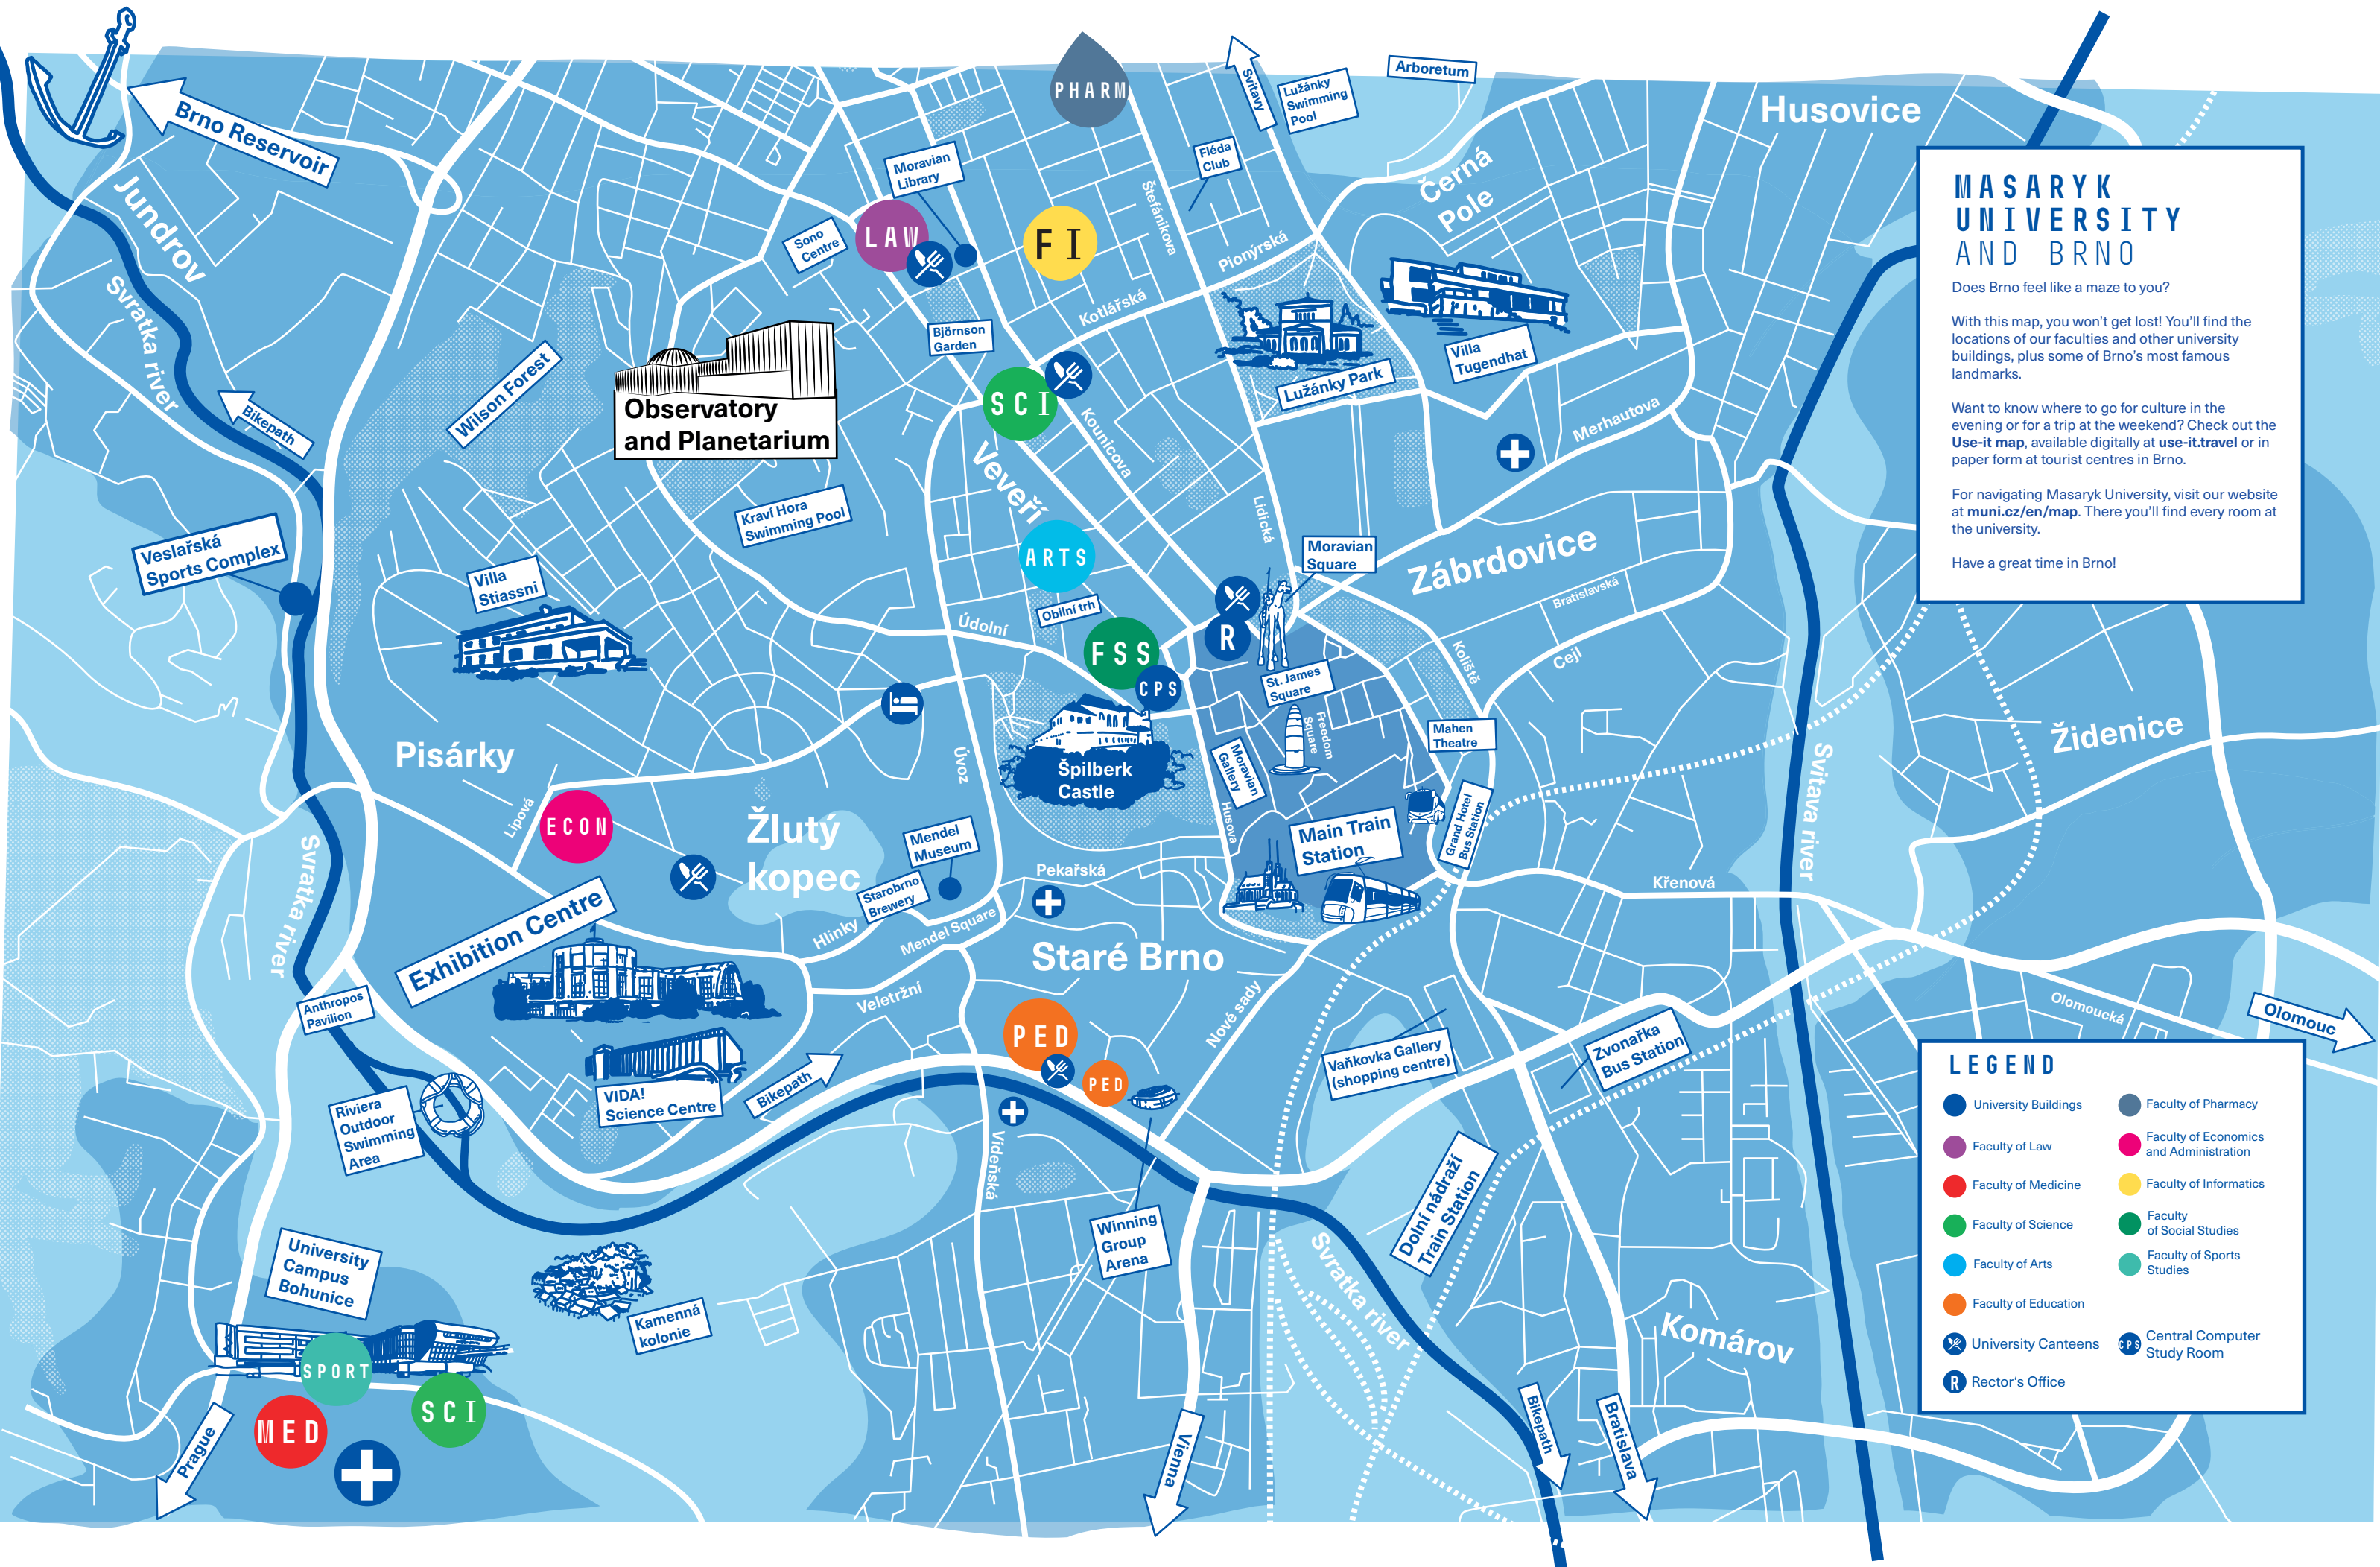 PHARM
Svitavy
Lužánky
Swimming
Pool
Arboretum
Husovice
Brno Reservoir
Jundrov
Moravian
Library
Fléda
Club
Štefánikova
Černá
Pole
MASARYK
UNIVERSITY
AND BRNO
Does Brno feel like a maze to you?
With this map, you won't get lost! You'll find the
locations of our faculties and other university
buildings, plus some of Brno's most famous
landmarks.
Want to know where to go for culture in the
evening or for a trip at the weekend? Check out the
Use-it map, available digitally at use-it.travel or in
paper form at tourist centres in Brno.
For navigating Masaryk University, visit our website
at muni.cz/en/map. There you'll find every room at
the university.
Have a great time in Brno!
Sono
Centre
LAW
FI
Pionýrská
Kotlářská
Svratka river
Björnson
Garden
Villa
Tugendhat
Lužánky Park
Wilson Forest
Bikepath
Observatory
and Planetarium
SCI
Kounicova
Merhautova
Veveří
Kraví Hora
Swimming Pool
Lidická
Veslařská
Sports Complex
Villa
Stiassni
ARTS
Moravian
Square
Zábrdovice
Bratislavská
Obilní trh
Údolní
FSS
R
CPS
St. James
Square
Koliště
Cejl
Freedom
Square
Mahen
Theatre
Židenice
Pisárky
Úvoz
Špilberk
Castle
Moravian
Gallery
Svitava river
Lipová
ECON
Žlutý
kopec
Mendel
Museum
Husova
Main Train
Station
Grand Hotel
Bus Station
Pekařská
Křenová
Starobrno
Brewery
Svratka river
Exhibition Centre
Hlinky
Mendel Square
Staré Brno
Anthropos
Pavilion
Veletržní
Nové sady
PED
PED
Vaňkovka Gallery
(shopping centre)
Zvonařka
Bus Station
Olomoucká
Olomouc
VIDA!
Science Centre
Bikepath
Riviera
Outdoor
Swimming
Area
Vídeňská
Winning
Group
Arena
Dolní nádraží
Train Station
Svratka river
University
Campus
Bohunice
Kamenná
kolonie
Komárov
SPORT
MED
SCI
Prague
Vienna
Bikepath
Bratislava
LEGEND
University Buildings
Faculty of Law
Faculty of Medicine
Faculty of Science
Faculty of Arts
Faculty of Education
University Canteens
R
Rector's Office
Faculty of Pharmacy
Faculty of Economics
and Administration
Faculty of Informatics
Faculty
of Social Studies
Faculty of Sports
Studies
CPS
Central Computer
Study Room